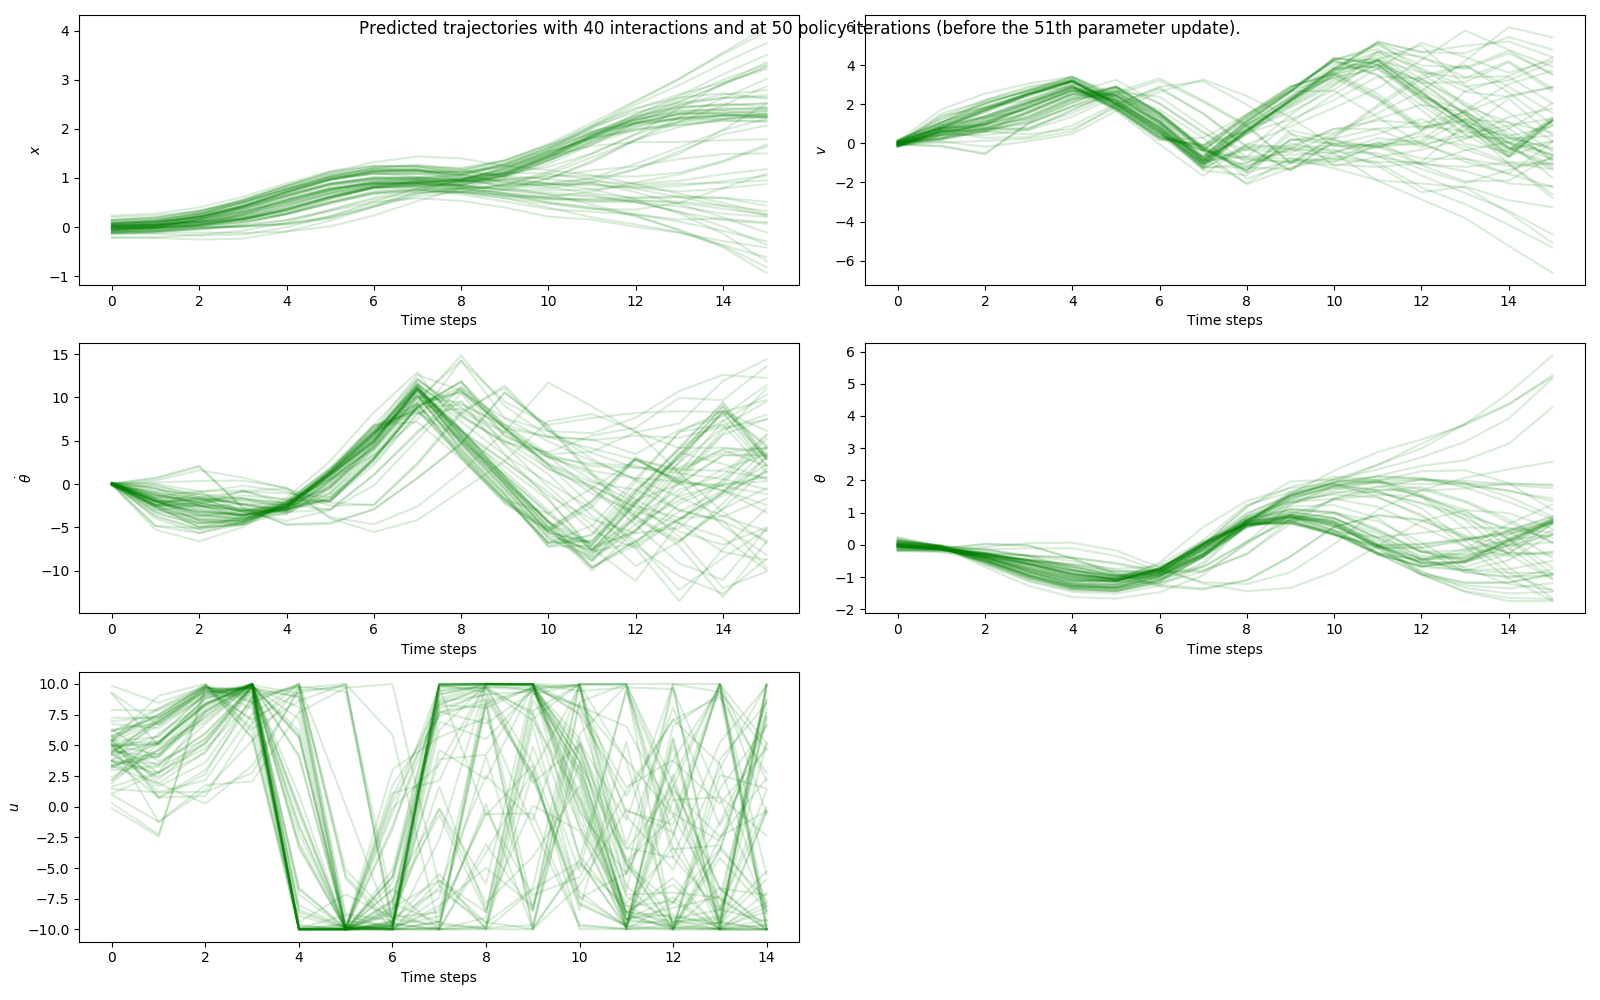 Predicted trajectories with 40 interactions and at 50 policy iterations (before the 51th parameter update).
4
3
2
1
0
−1
x
0 2 4 6 8 10 12 14
Time steps
6
4
2
0
−2
−4
−6
v
0 2 4 6 8 10 12 14
Time steps
15
10
5
0
−5
−10
θ̇
0 2 4 6 8 10 12 14
Time steps
6
5
4
3
2
1
0
−1
−2
θ
0 2 4 6 8 10 12 14
Time steps
10.0
7.5
5.0
2.5
0.0
−2.5
−5.0
−7.5
−10.0
u
0 2 4 6 8 10 12 14
Time steps